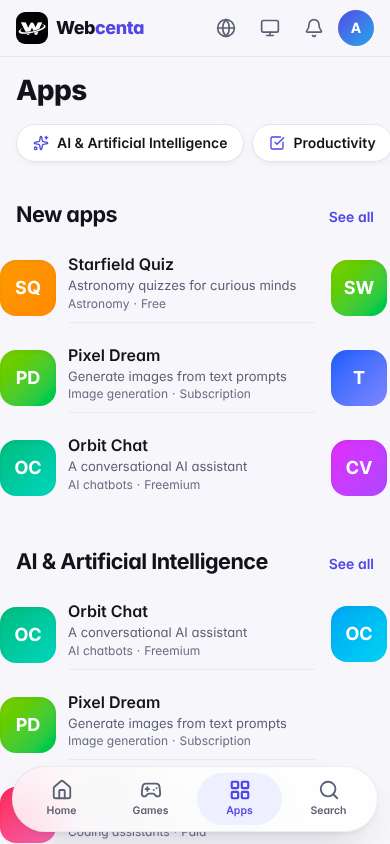 Webcenta
A
Apps
AI & Artificial Intelligence
Productivity
New apps
See all
SQ
Starfield Quiz
Astronomy quizzes for curious minds
Astronomy · Free
SW
PD
Pixel Dream
Generate images from text prompts
Image generation · Subscription
T
OC
Orbit Chat
A conversational AI assistant
AI chatbots · Freemium
CV
AI & Artificial Intelligence
See all
OC
Orbit Chat
A conversational AI assistant
AI chatbots · Freemium
OC
PD
Pixel Dream
Generate images from text prompts
Image generation · Subscription
Coding assistants · Paid
Home
Games
Apps
Search